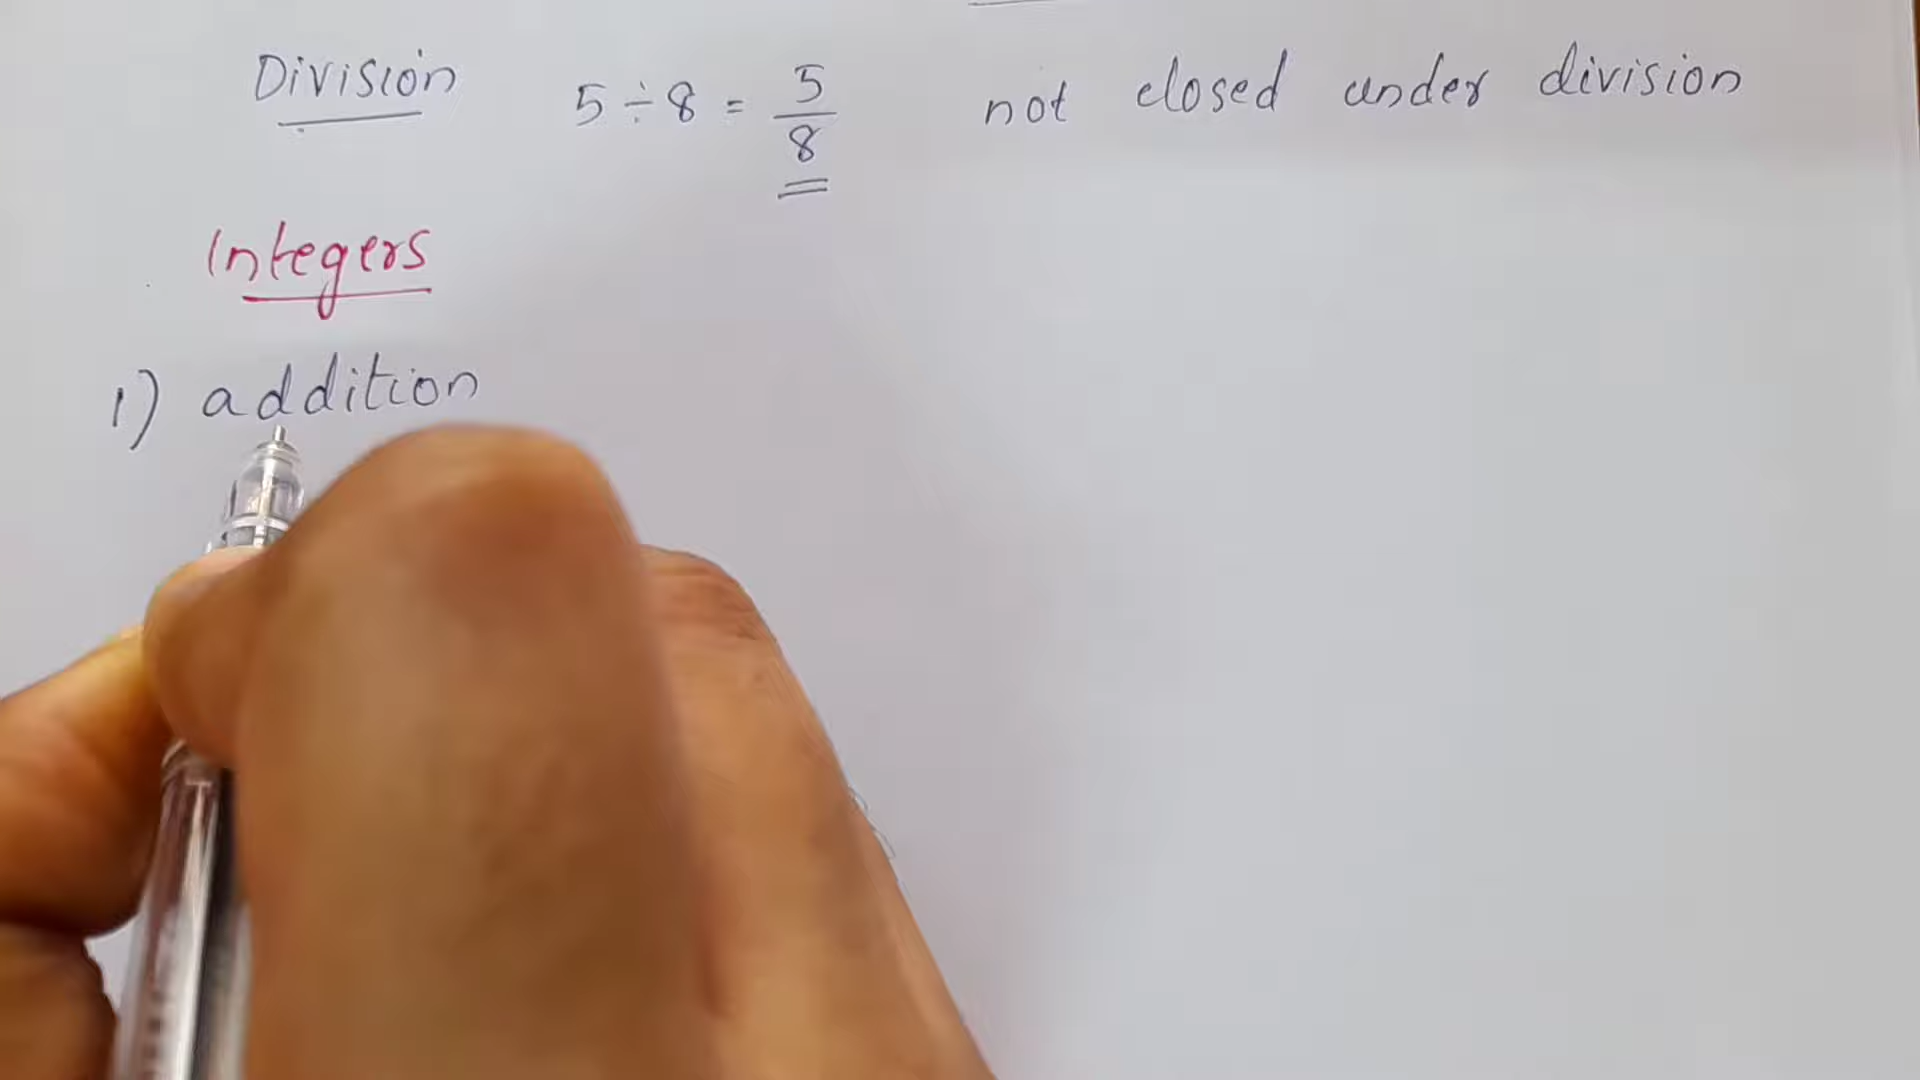 Division 5 ÷ 8 = 5/8 not closed under division
Integers
1) addition